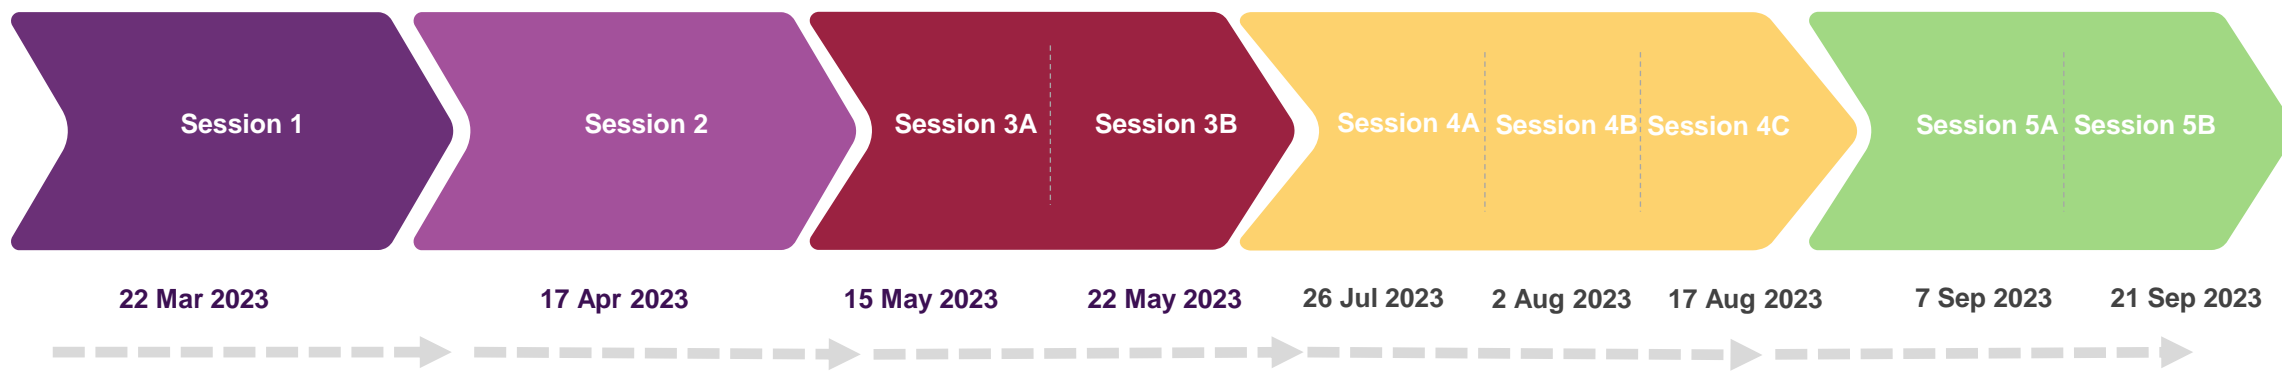 Session 1
Session 2
Session 3A
Session 3B
Session 4A
Session 4B
Session 4C
Session 5A
Session 5B
22 Mar 2023
17 Apr 2023
15 May 2023
22 May 2023
26 Jul 2023
2 Aug 2023
17 Aug 2023
7 Sep 2023
21 Sep 2023